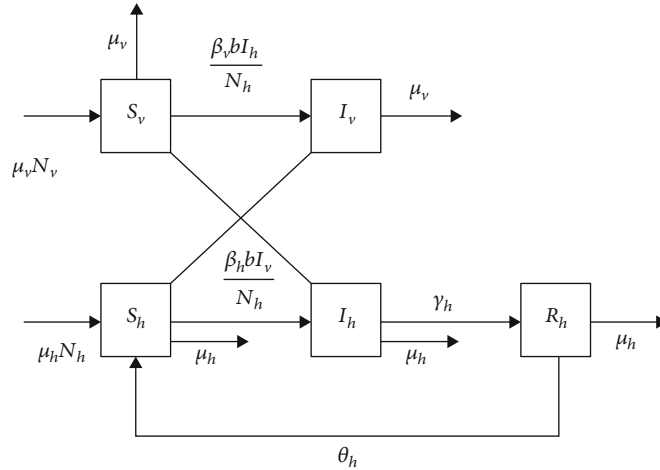 μ_v
β_v b I_h
N_h
S_v
I_v
μ_v
μ_v N_v
β_h b I_v
N_h
S_h
I_h
γ_h
R_h
μ_h N_h
μ_h
μ_h
μ_h
θ_h